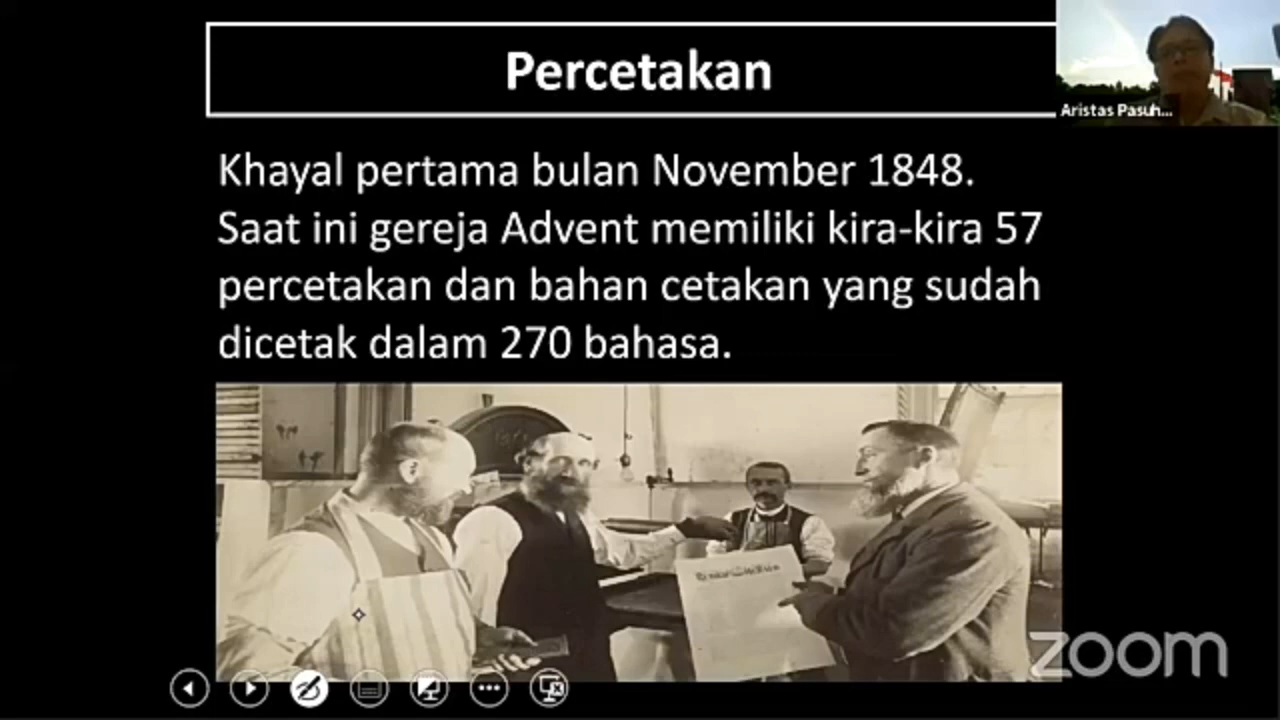 Percetakan
Aristas Pasuh...
Khayal pertama bulan November 1848.
Saat ini gereja Advent memiliki kira-kira 57
percetakan dan bahan cetakan yang sudah
dicetak dalam 270 bahasa.
zoom